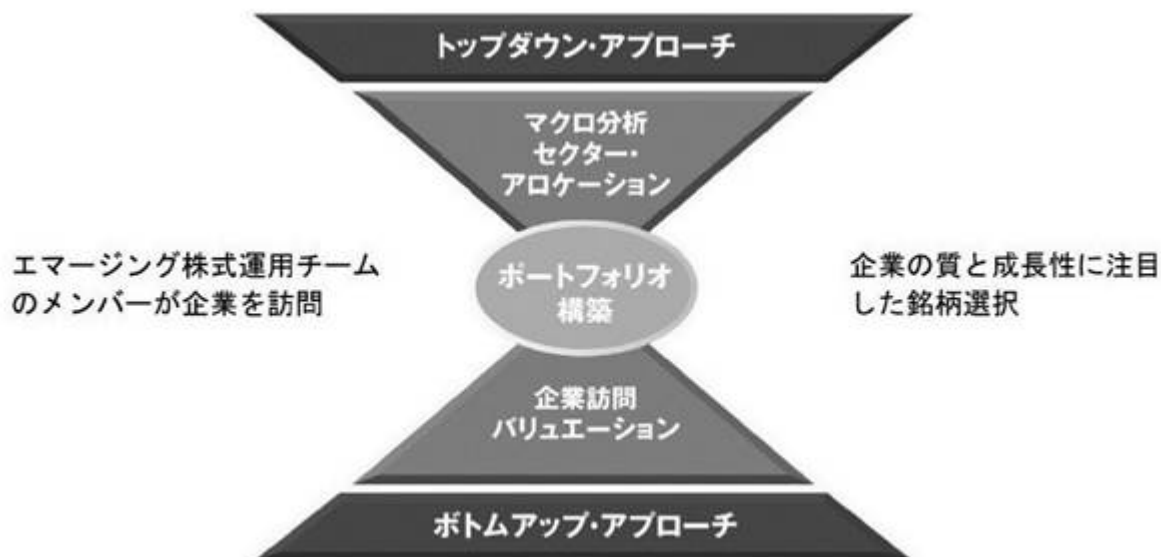 トップダウン・アプローチ
マクロ分析
セクター・
アロケーション
エマージング株式運用チーム
のメンバーが企業を訪問
ポートフォリオ
構築
企業の質と成長性に注目
した銘柄選択
企業訪問
バリュエーション
ボトムアップ・アプローチ